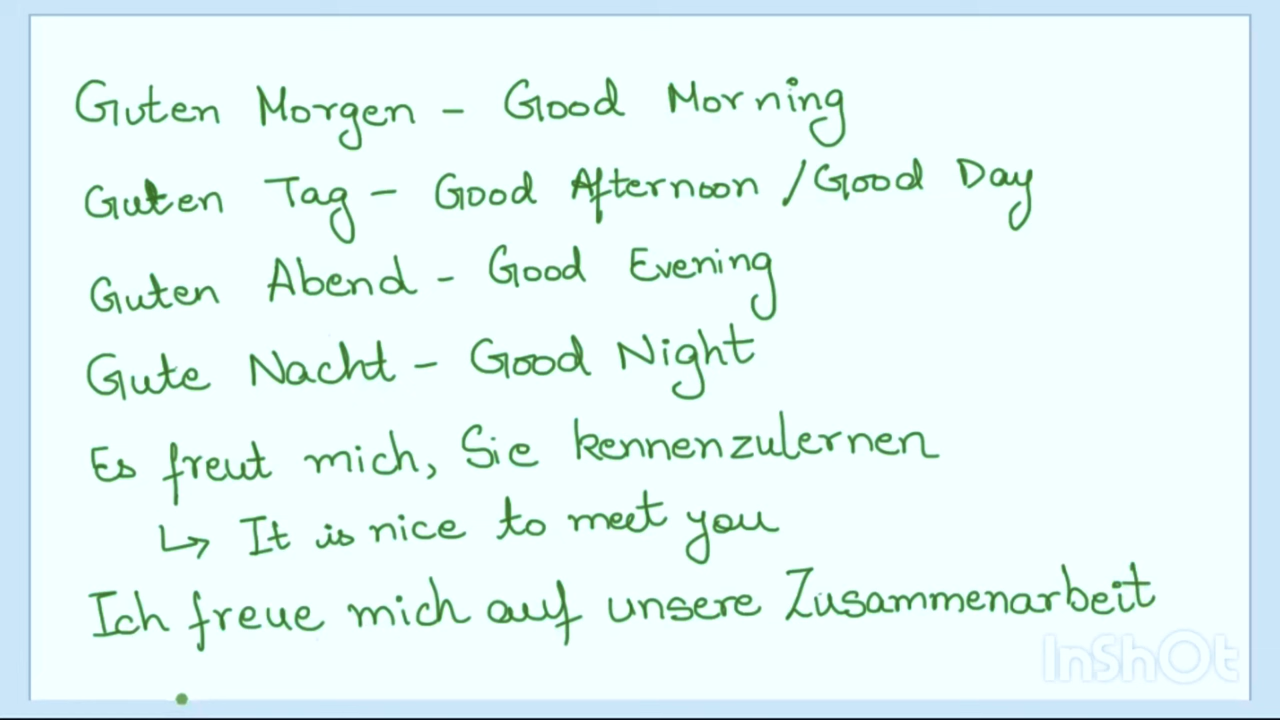 Guten Morgen - Good Morning
Guten Tag - Good Afternoon / Good Day
Guten Abend - Good Evening
Gute Nacht - Good Night
Es freut mich, Sie kennenzulernen
↳ It is nice to meet you
Ich freue mich auf unsere Zusammenarbeit
InShOt